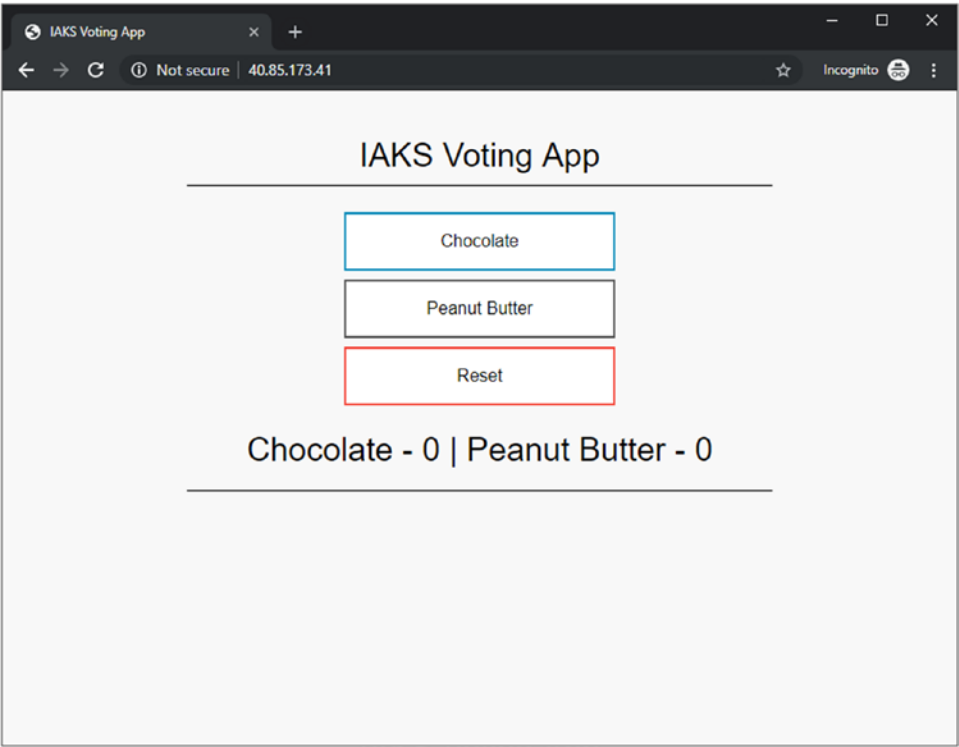 IAKS Voting App
Not secure | 40.85.173.41
Incognito
IAKS Voting App
Chocolate
Peanut Butter
Reset
Chocolate - 0 | Peanut Butter - 0